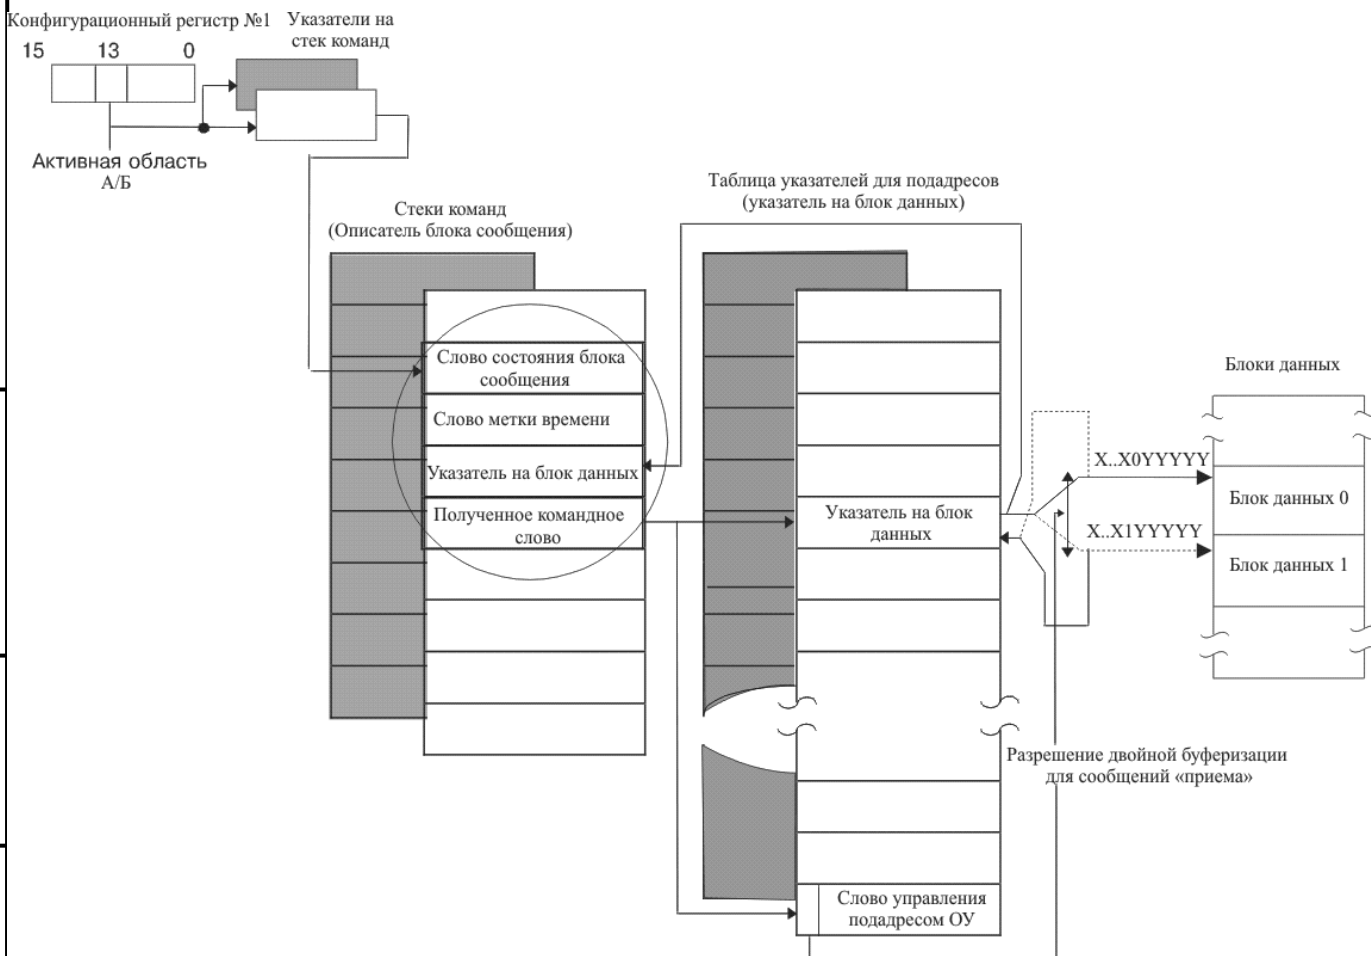 Конфигурационный регистр №1
15 13 0
Указатели на
стек команд
Активная область
А/Б
Стеки команд
(Описатель блока сообщения)
Таблица указателей для подадресов
(указатель на блок данных)
Слово состояния блока
сообщения
Слово метки времени
Указатель на блок данных
Полученное командное
слово
Указатель на блок
данных
Блоки данных
X..X0YYYYY
Блок данных 0
X..X1YYYYY
Блок данных 1
Разрешение двойной буферизации
для сообщений «приема»
Слово управления
подадресом ОУ